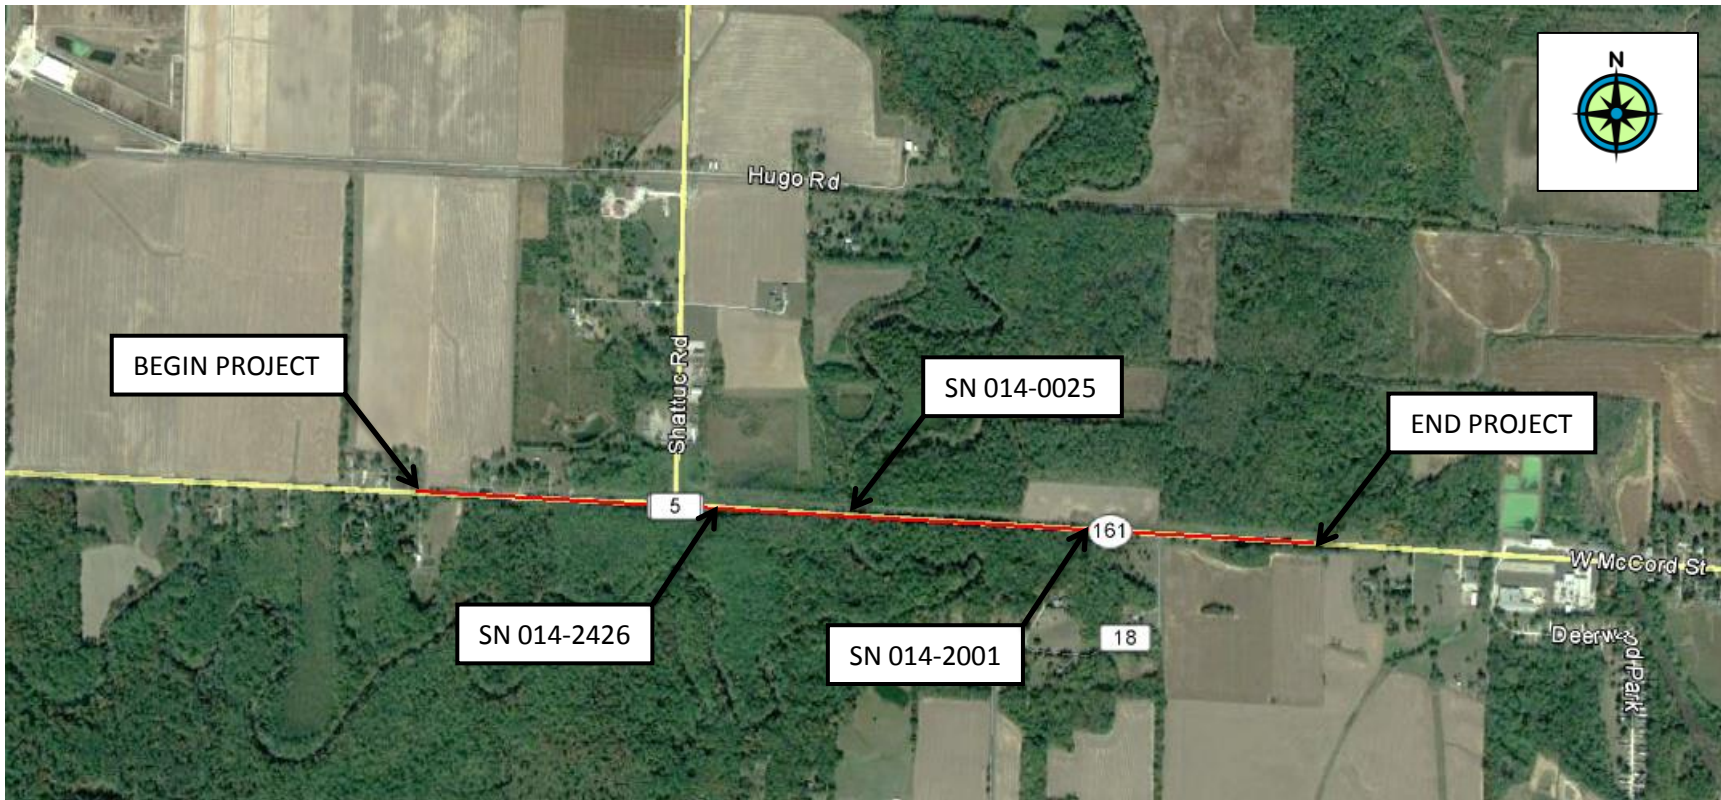 N
Hugo Rd
BEGIN PROJECT
Shattuc Rd
SN 014-0025
END PROJECT
5
161
W McCord St
SN 014-2426
SN 014-2001
18
Park